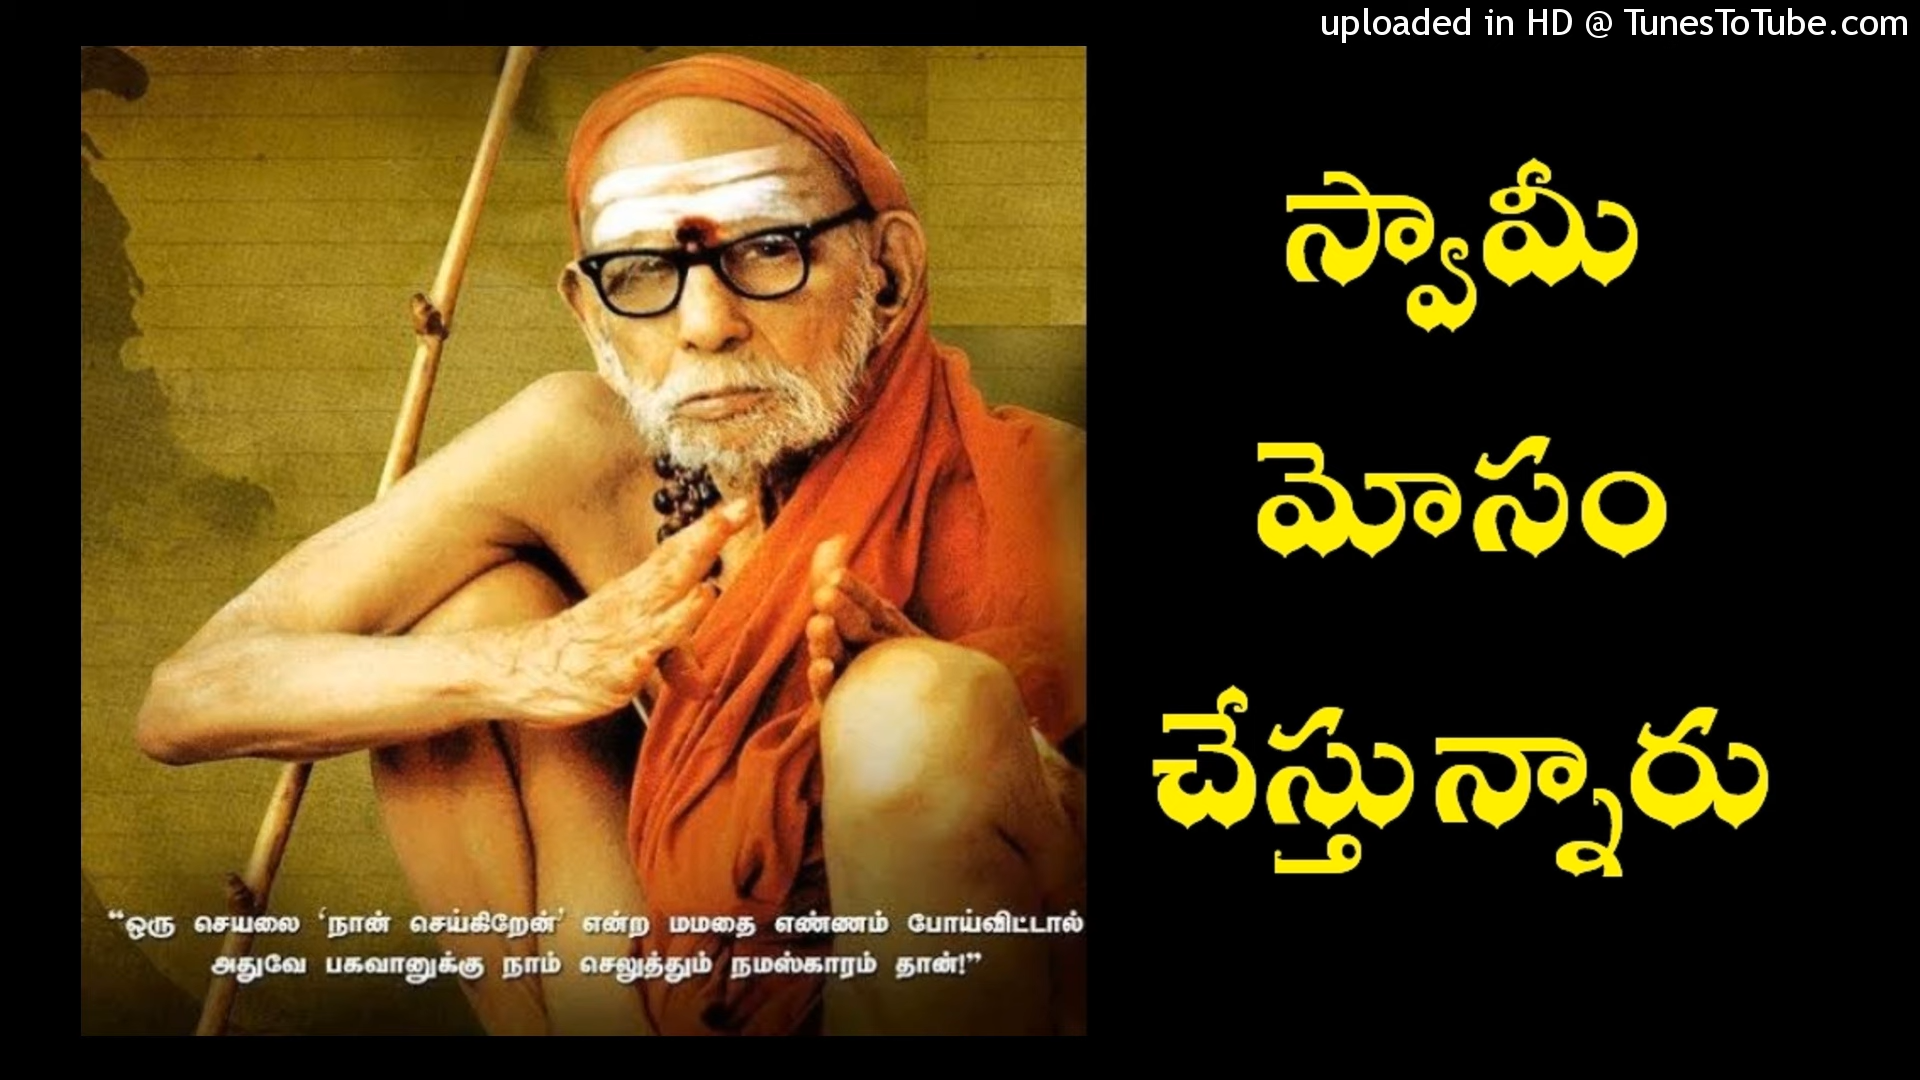 uploaded in HD @ TunesToTube.com
స్వామీ
మోసం
చేస్తున్నారు
“ஒரு செயலை ‘நான் செய்கிறேன்’ என்ற மமதை எண்ணம் போய்விட்டால்
அதுவே பகவானுக்கு நாம் செலுத்தும் நமஸ்காரம் தான்!”